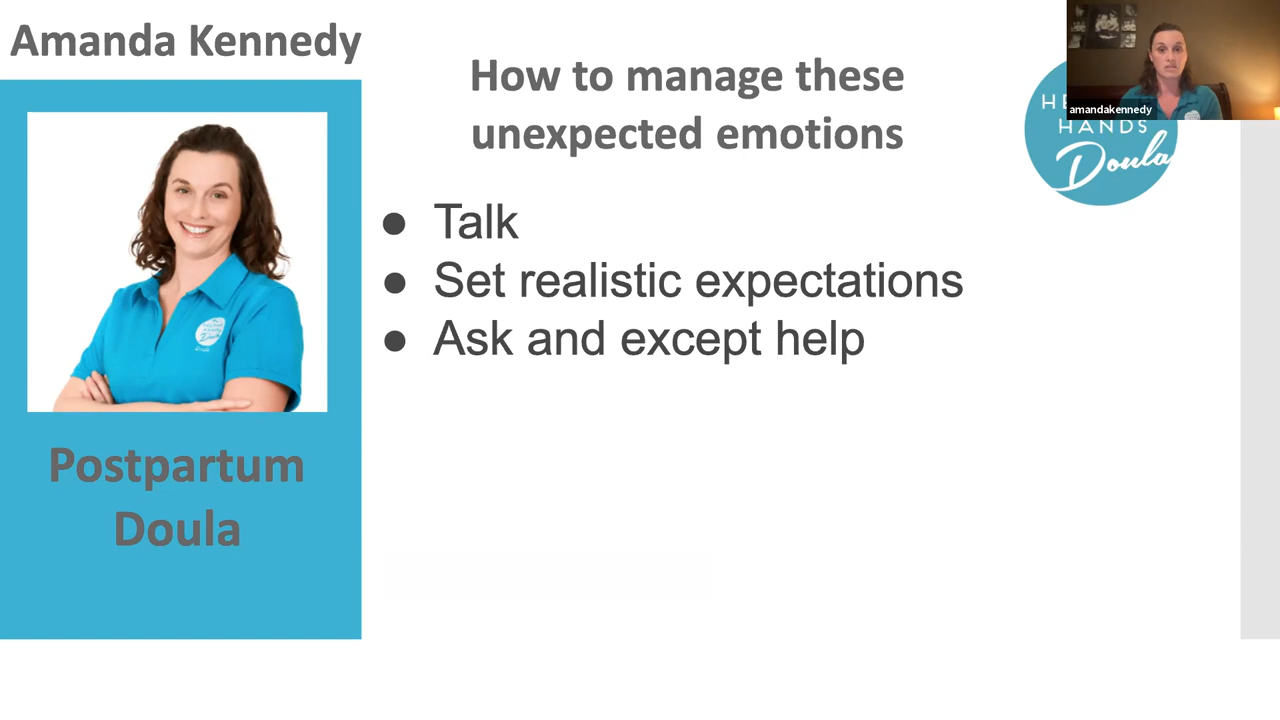 Amanda Kennedy
How to manage these
unexpected emotions
amandakennedy
HANDS
Doula
● Talk
● Set realistic expectations
● Ask and except help
Postpartum
Doula